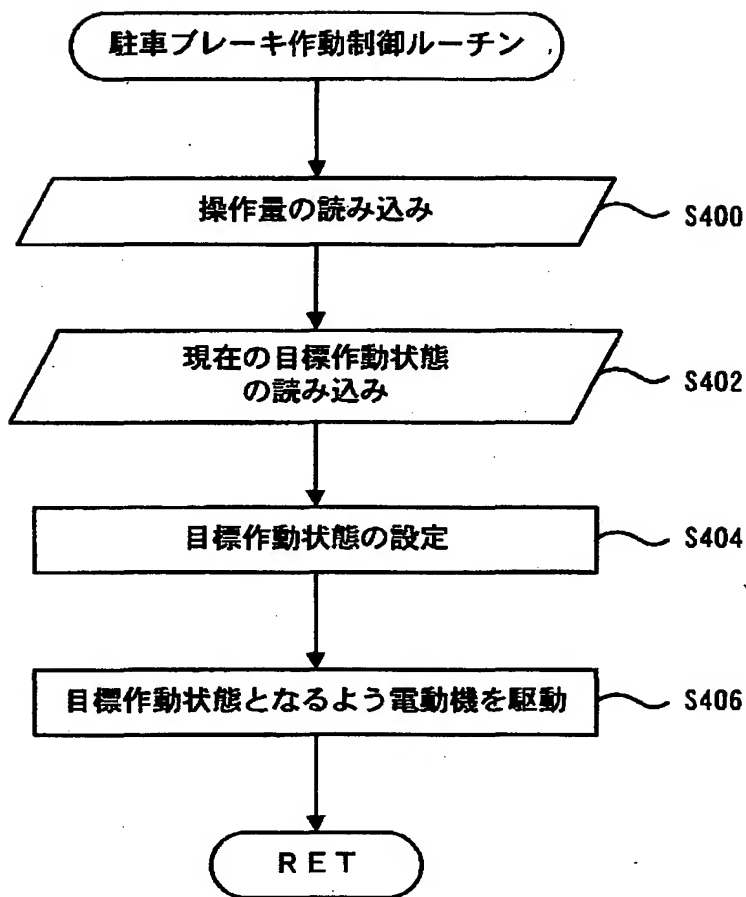 駐車ブレーキ作動制御ルーチン
操作量の読み込み
S400
現在の目標作動状態
の読み込み
S402
目標作動状態の設定
S404
目標作動状態となるよう電動機を駆動
S406
RET